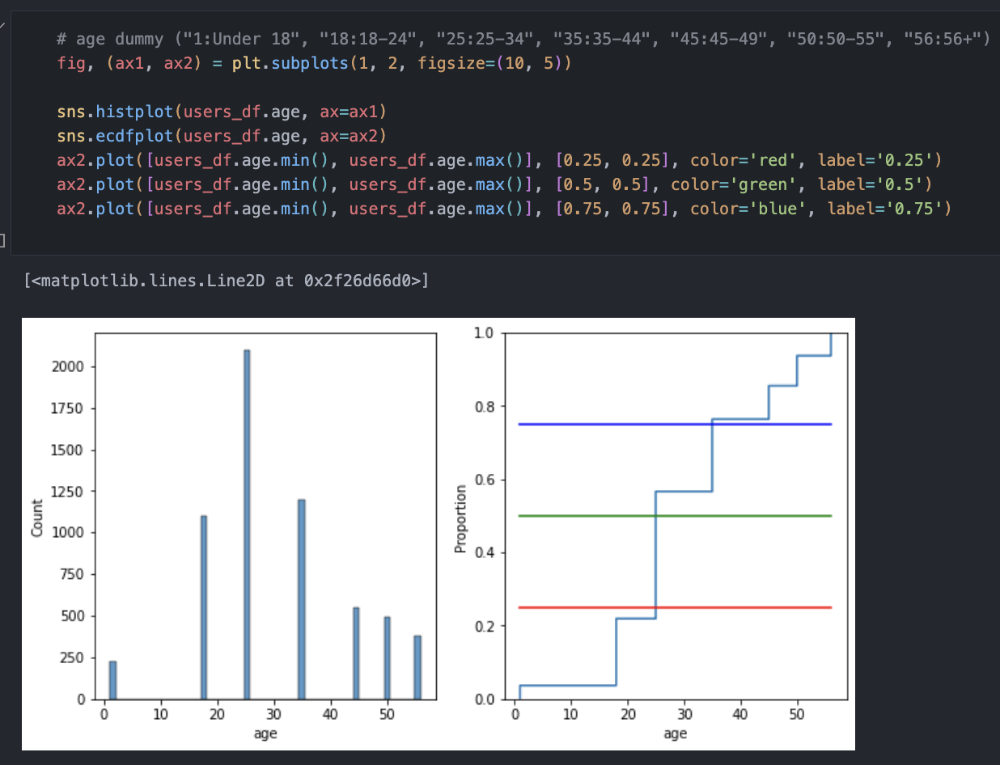 # age dummy ("1:Under 18", "18:18-24", "25:25-34", "35:35-44", "45:45-49", "50:50-55", "56:56+")
fig, (ax1, ax2) = plt.subplots(1, 2, figsize=(10, 5))
sns.histplot(users_df.age, ax=ax1)
sns.ecdfplot(users_df.age, ax=ax2)
ax2.plot([users_df.age.min(), users_df.age.max()], [0.25, 0.25], color='red', label='0.25')
ax2.plot([users_df.age.min(), users_df.age.max()], [0.5, 0.5], color='green', label='0.5')
ax2.plot([users_df.age.min(), users_df.age.max()], [0.75, 0.75], color='blue', label='0.75')
[<matplotlib.lines.Line2D at 0x2f26d66d0>]
Count
2000
1750
1500
1250
1000
750
500
250
0
0 10 20 30 40 50
age
Proportion
1.0
0.8
0.6
0.4
0.2
0.0
0 10 20 30 40 50
age